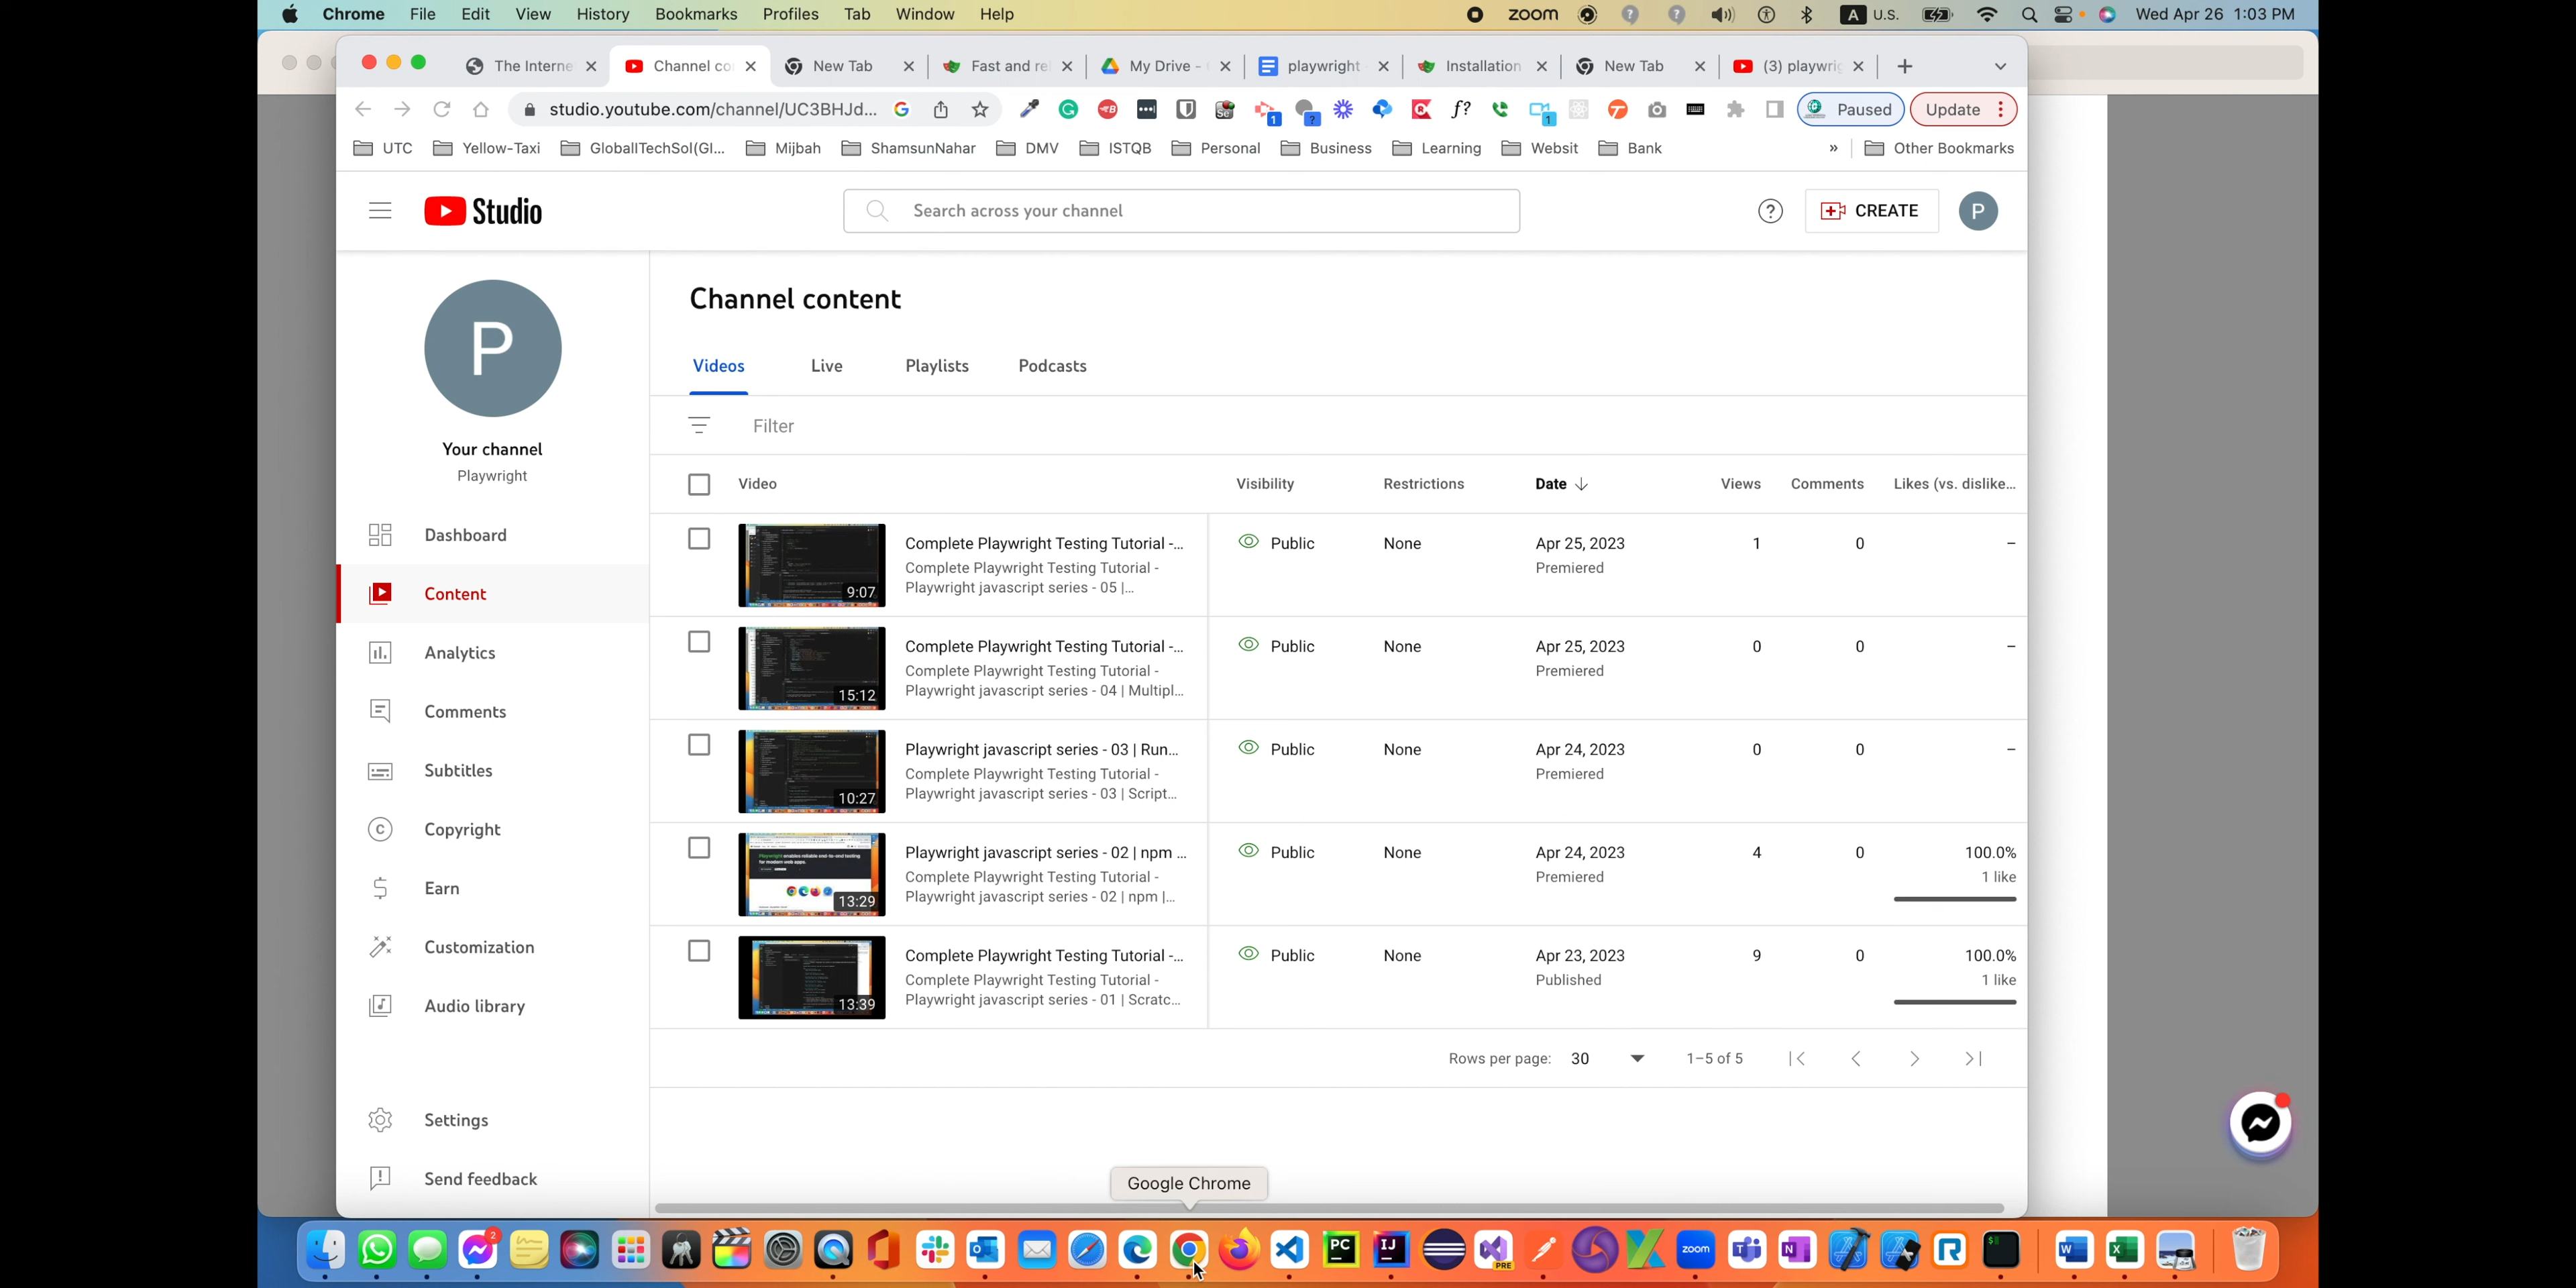 Chrome File Edit View History Bookmarks Profiles Tab Window Help zoom A U.S. Wed Apr 26 1:03 PM
The Interne Channel co New Tab Fast and re My Drive - playwright Installation New Tab (3) playwrig
studio.youtube.com/channel/UC3BHJd... f? 1 ? 1 Paused Update
UTC Yellow-Taxi GlobalITechSol(Gl... Mijbah ShamsunNahar DMV ISTQB Personal Business Learning Websit Bank » Other Bookmarks
Studio Search across your channel ? CREATE P
P
Your channel
Playwright
Dashboard
Content
Analytics
Comments
Subtitles
Copyright
Earn
Customization
Audio library
Settings
Send feedback
Channel content
Videos Live Playlists Podcasts
Filter
Video Visibility Restrictions Date Views Comments Likes (vs. dislike...
Complete Playwright Testing Tutorial -... Public None Apr 25, 2023 1 0 –
Complete Playwright Testing Tutorial - Premiered
9:07 Playwright javascript series - 05 |...
Complete Playwright Testing Tutorial -... Public None Apr 25, 2023 0 0 –
Complete Playwright Testing Tutorial - Premiered
15:12 Playwright javascript series - 04 | Multipl...
Playwright javascript series - 03 | Run... Public None Apr 24, 2023 0 0 –
Complete Playwright Testing Tutorial - Premiered
10:27 Playwright javascript series - 03 | Script...
Playwright javascript series - 02 | npm ... Public None Apr 24, 2023 4 0 100.0%
Complete Playwright Testing Tutorial - Premiered 1 like
13:29 Playwright javascript series - 02 | npm |...
Complete Playwright Testing Tutorial -... Public None Apr 23, 2023 9 0 100.0%
Complete Playwright Testing Tutorial - Published 1 like
13:39 Playwright javascript series - 01 | Scratc...
Rows per page: 30 1–5 of 5
Google Chrome
2 PC IJ PRE zoom